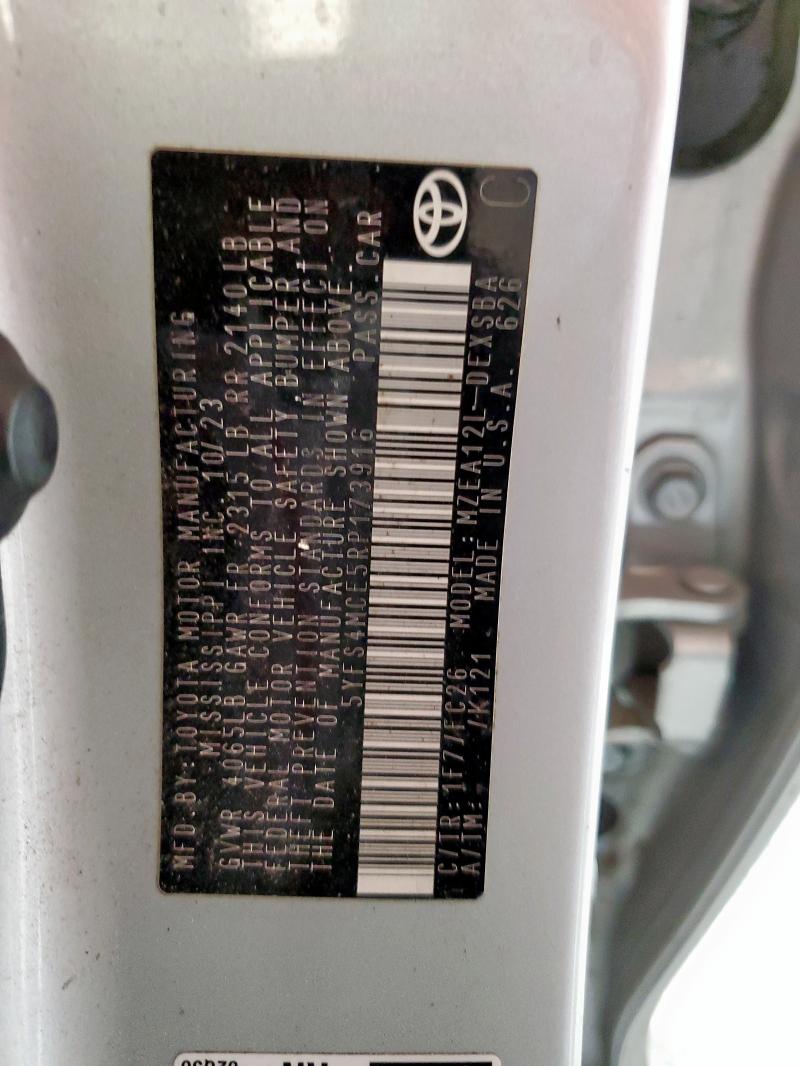 MFD.BY:TOYOTA MOTOR MANUFACTURING
MISSISSIPPI INC. 10/23
GVWR 4065LB GAWR FR 2315 LB RR 2140 LB
THIS VEHICLE CONFORMS TO ALL APPLICABLE
FEDERAL MOTOR VEHICLE SAFETY BUMPER, AND
THEFT PREVENTION STANDARDS IN EFFECT ON
THE DATE OF MANUFACTURE SHOWN ABOVE.
5YFS4MCE5RP173916 PASS.CAR
C/TR:1F7/FC26 MODEL:MZEA12L-DEXSBA
A/TM:- /K121 MADE IN U.S.A. 626
C